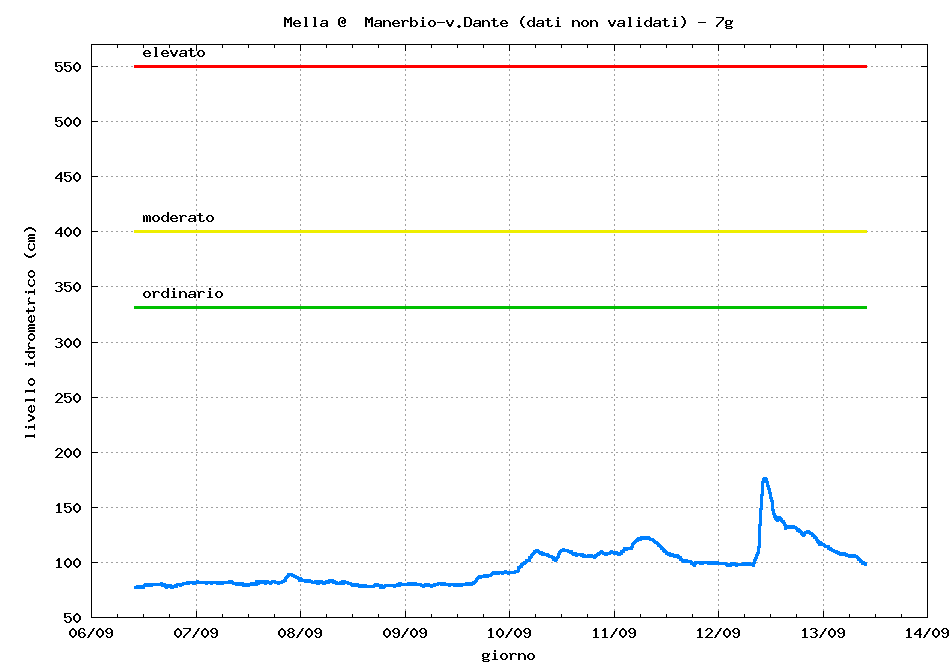 Mella @  Manerbio-v.Dante (dati non validati) - 7g
elevato
550
500
450
moderato
400
350
ordinario
300
250
200
150
100
50
livello idrometrico (cm)
06/09 07/09 08/09 09/09 10/09 11/09 12/09 13/09 14/09
giorno